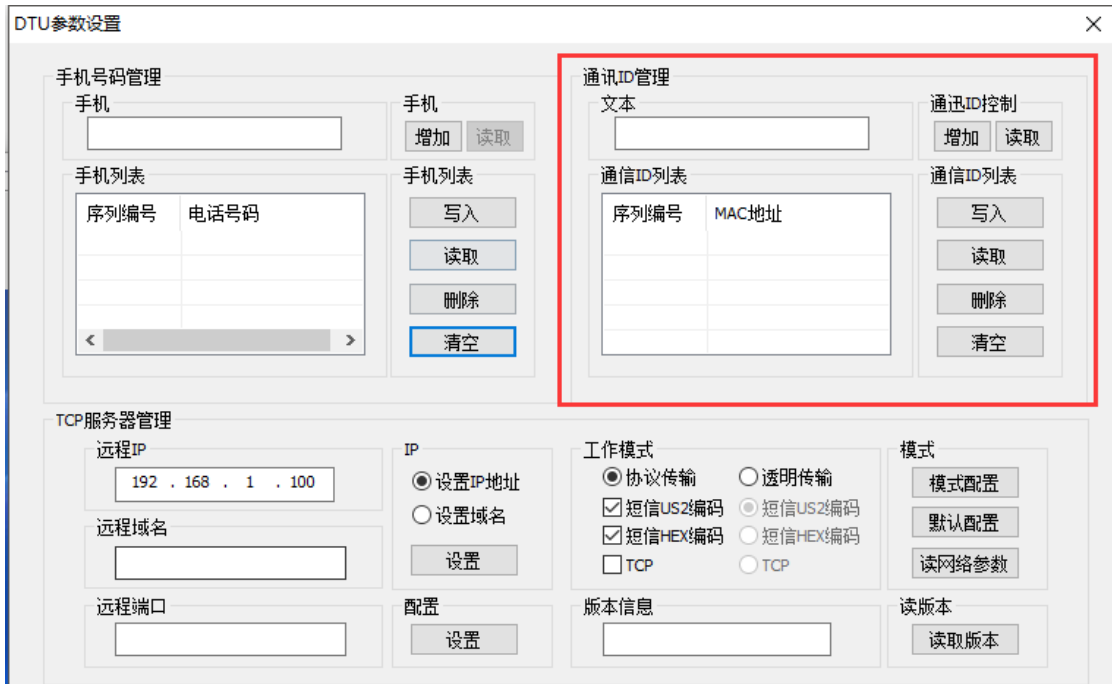 DTU参数设置
手机号码管理
手机
手机
增加 读取
手机列表
序列编号 电话号码
手机列表
写入
读取
删除
清空
通讯ID管理
文本
通迅ID控制
增加 读取
通信ID列表
序列编号 MAC地址
通信ID列表
写入
读取
删除
清空
TCP服务器管理
远程IP
192 . 168 . 1 . 100
远程域名
远程端口
IP
设置IP地址
设置域名
设置
配置
设置
工作模式
协议传输 透明传输
短信US2编码 短信US2编码
短信HEX编码 短信HEX编码
TCP TCP
版本信息
模式
模式配置
默认配置
读网络参数
读版本
读取版本